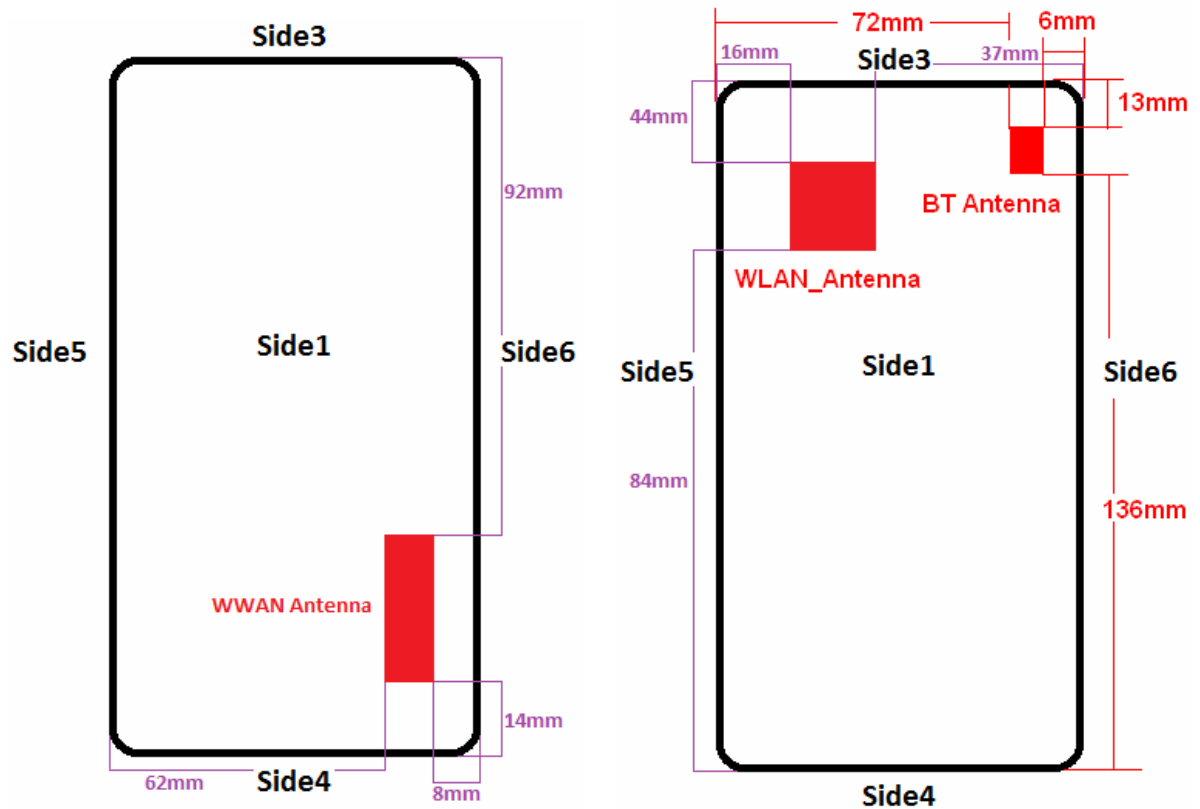 Side3
92mm
Side5
Side1
Side6
WWAN Antenna
14mm
62mm
Side4
8mm
72mm
6mm
16mm
Side3
37mm
44mm
13mm
BT Antenna
WLAN_Antenna
Side5
Side1
Side6
84mm
136mm
Side4